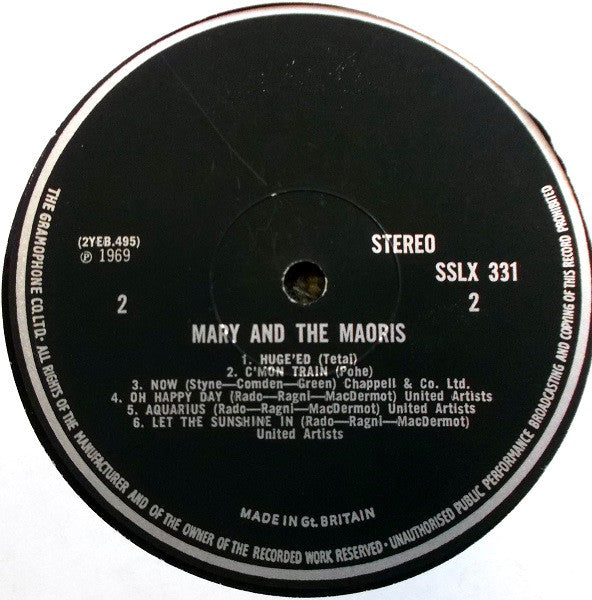 (2YEB.495)
℗ 1969
STEREO
SSLX 331
2
2
MARY AND THE MAORIS
1. HUGE'ED (Tetai)
2. C'MON TRAIN (Pohe)
3. NOW (Styne—Comden—Green) Chappell & Co. Ltd.
4. OH HAPPY DAY (Rado—Ragni—MacDermot) United Artists
5. AQUARIUS (Rado—Ragni—MacDermot) United Artists
6. LET THE SUNSHINE IN (Rado—Ragni—MacDermot)
United Artists
MADE IN Gt. BRITAIN
THE GRAMOPHONE CO. LTD. · ALL RIGHTS OF THE MANUFACTURER AND OF THE OWNER OF THE RECORDED WORK RESERVED · UNAUTHORISED PUBLIC PERFORMANCE BROADCASTING AND COPYING OF THIS RECORD PROHIBITED